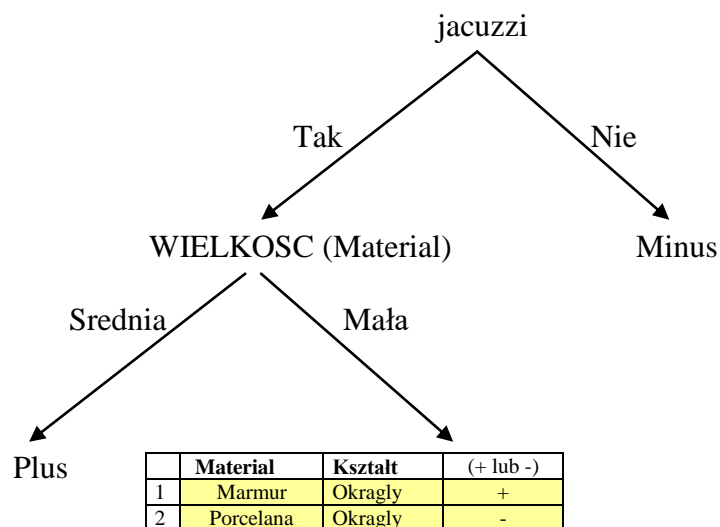 jacuzzi
Tak Nie
WIELKOSC (Material) Minus
Srednia Mała
Plus
Material Kształt (+ lub -)
1 Marmur Okragly +
2 Porcelana Okragly -